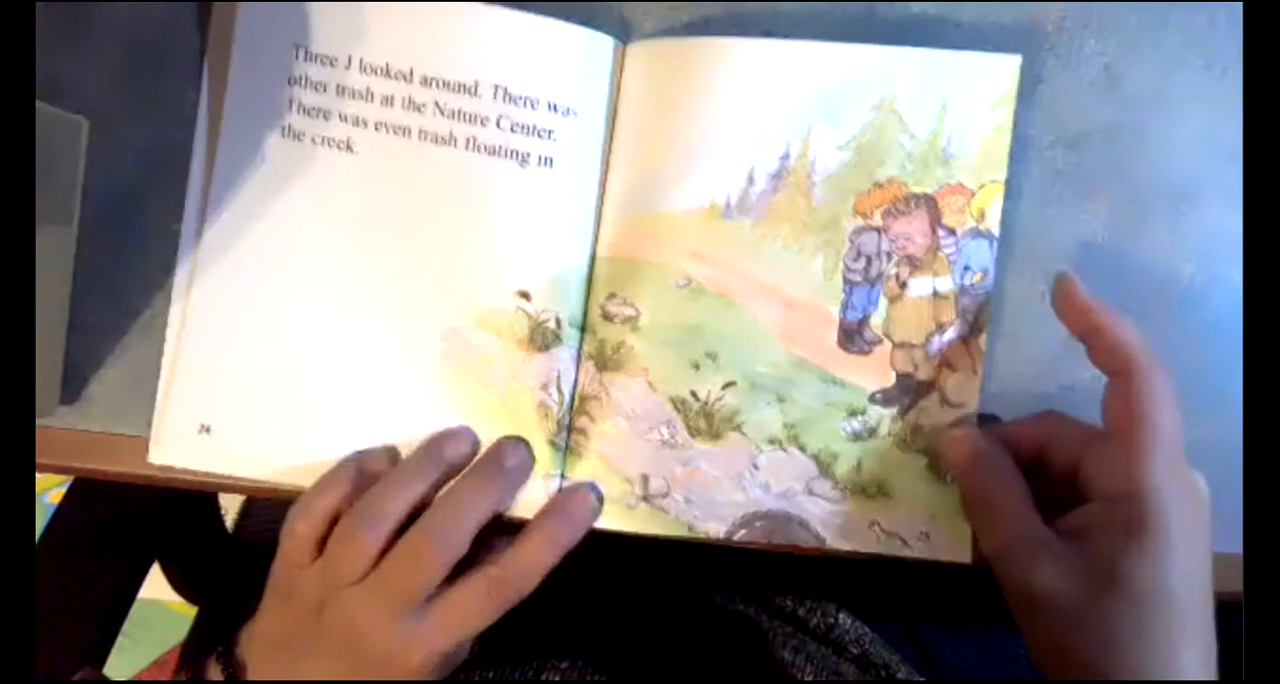 Three J looked around. There was
other trash at the Nature Center.
There was even trash floating in
the creek.
24
25